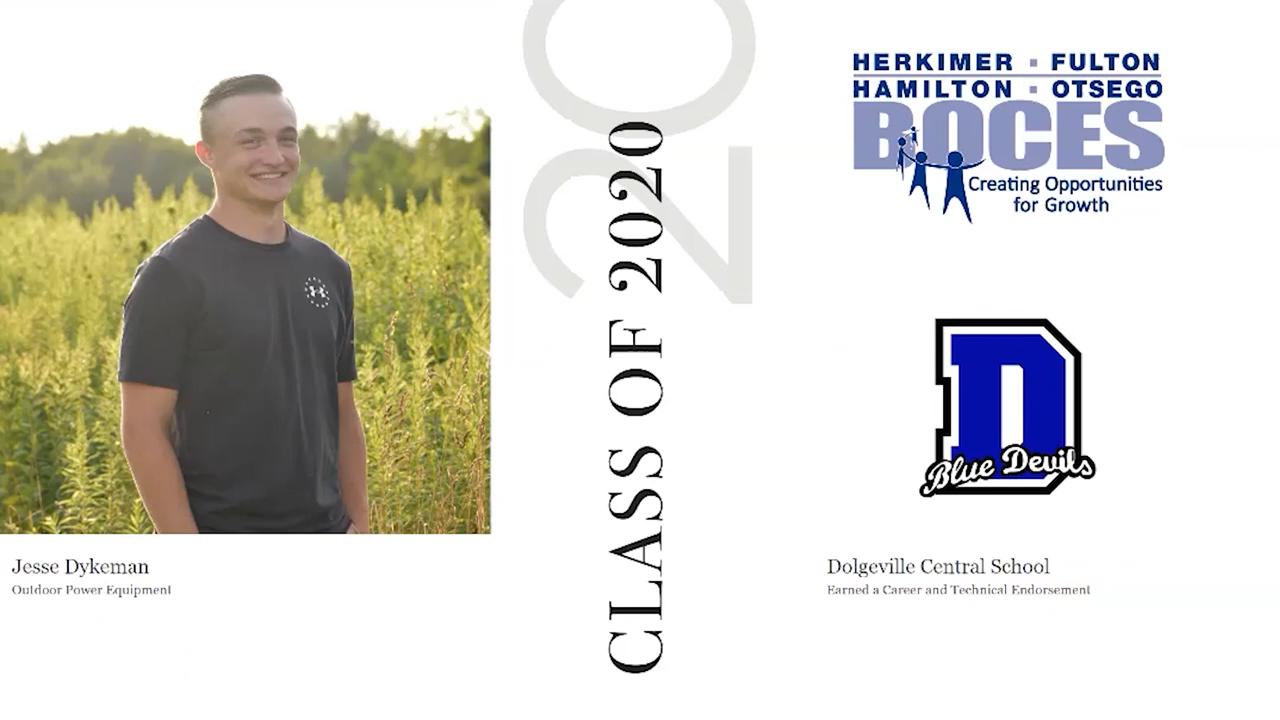 Jesse Dykeman
Outdoor Power Equipment
20
CLASS OF 2020
HERKIMER ▪ FULTON
HAMILTON ▪ OTSEGO
BOCES
Creating Opportunities
for Growth
D
Blue Devils
Dolgeville Central School
Earned a Career and Technical Endorsement